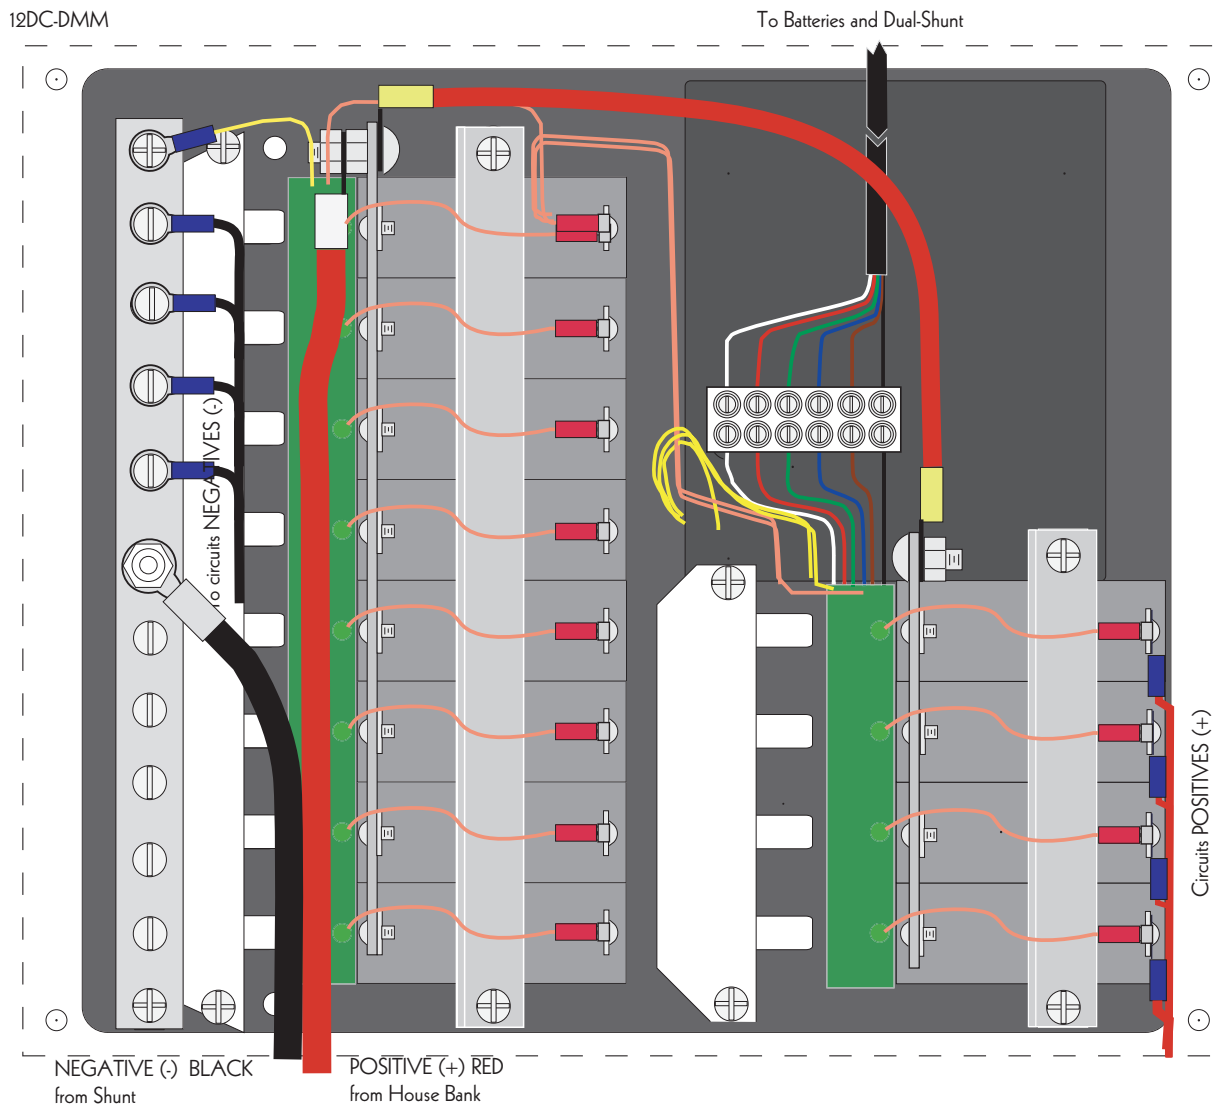 12DC-DMM
To Batteries and Dual-Shunt
To circuits NEGATIVES (-)
Circuits POSITIVES (+)
NEGATIVE (-) BLACK
from Shunt
POSITIVE (+) RED
from House Bank